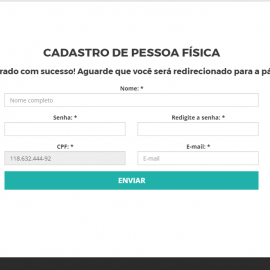 CADASTRO DE PESSOA FÍSICA
rado com sucesso! Aguarde que você será redirecionado para a pá
Nome: *
Nome completo
Senha: * Redigite a senha: *
CPF: * E-mail: *
118.632.444-92 E-mail
ENVIAR